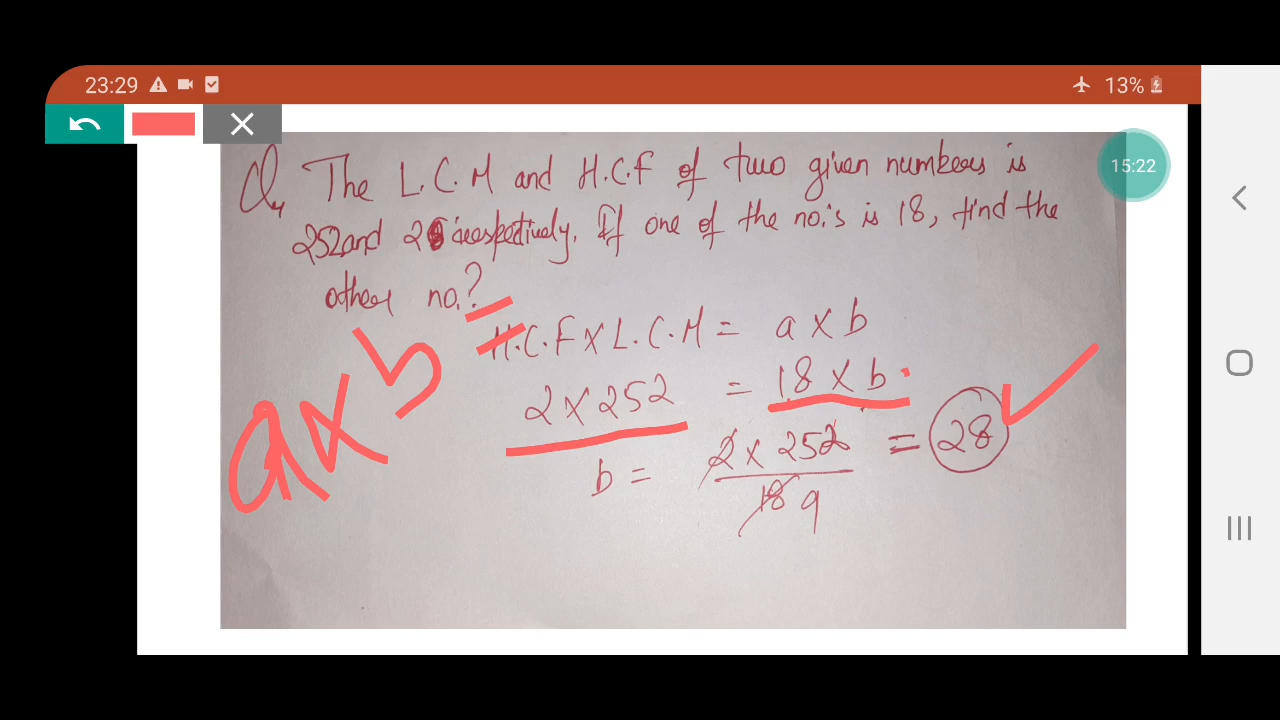 23:29
13%
15:22
Q. The L.C.M and H.C.F of two given numbers is
252 and 2 respectively. If one of the no.'s is 18, find the
other no.?
H.C.F X L.C.M = a x b
2 X 252 = 18 X b
a x b
b = 2 x 252 = 28
18 9